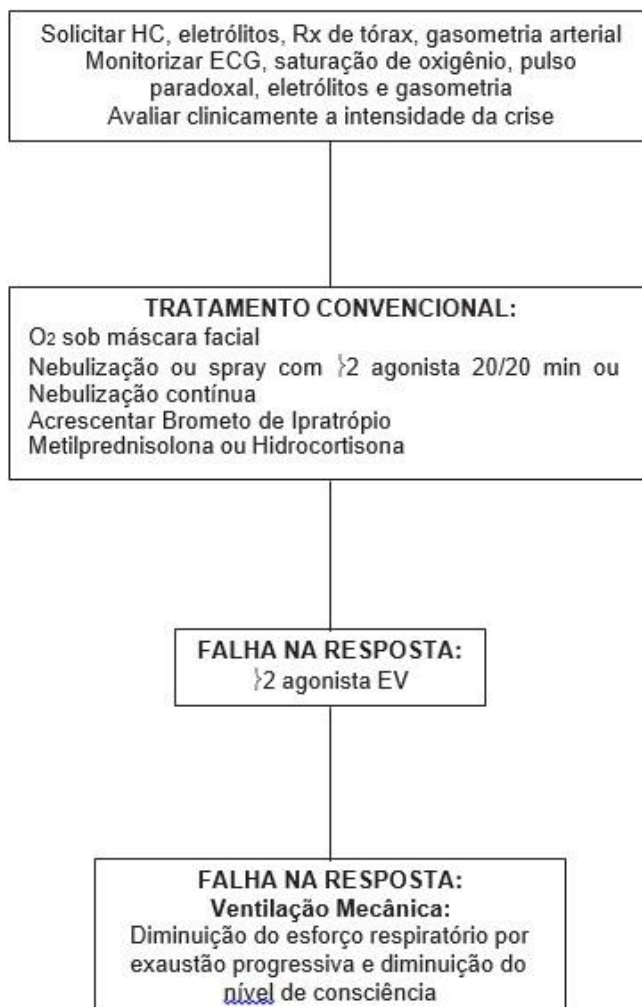 Solicitar HC, eletrólitos, Rx de tórax, gasometria arterial
Monitorizar ECG, saturação de oxigênio, pulso
paradoxal, eletrólitos e gasometria
Avaliar clinicamente a intensidade da crise
TRATAMENTO CONVENCIONAL:
O2 sob máscara facial
Nebulização ou spray com }2 agonista 20/20 min ou
Nebulização contínua
Acrescentar Brometo de Ipratrópio
Metilprednisolona ou Hidrocortisona
FALHA NA RESPOSTA:
}2 agonista EV
FALHA NA RESPOSTA:
Ventilação Mecânica:
Diminuição do esforço respiratório por
exaustão progressiva e diminuição do
nível de consciência